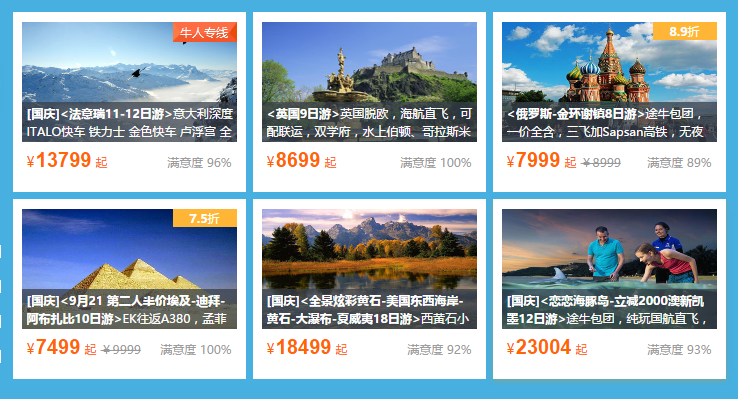 牛人专线
[国庆]<法意瑞11-12日游>意大利深度
ITALO快车 铁力士 金色快车 卢浮宫 全
¥13799 起 满意度 96%
<英国9日游>英国脱欧，海航直飞，可
配联运，双学府，水上伯顿、哥拉斯米
¥8699 起 满意度 100%
8.9折
<俄罗斯-金环谢镇8日游>途牛包团，
一价全含，三飞加Sapsan高铁，无夜
¥7999 起 ¥8999 满意度 89%
7.5折
[国庆]<9月21 第二人半价埃及-迪拜-
阿布扎比10日游>EK往返A380，孟菲
¥7499 起 ¥9999 满意度 100%
[国庆]<全景炫彩黄石-美国东西海岸-
黄石-大瀑布-夏威夷18日游>西黄石小
¥18499 起 满意度 92%
[国庆]<恋恋海豚岛-立减2000澳新凯
墨12日游>途牛包团，纯玩国航直飞，
¥23004 起 满意度 93%